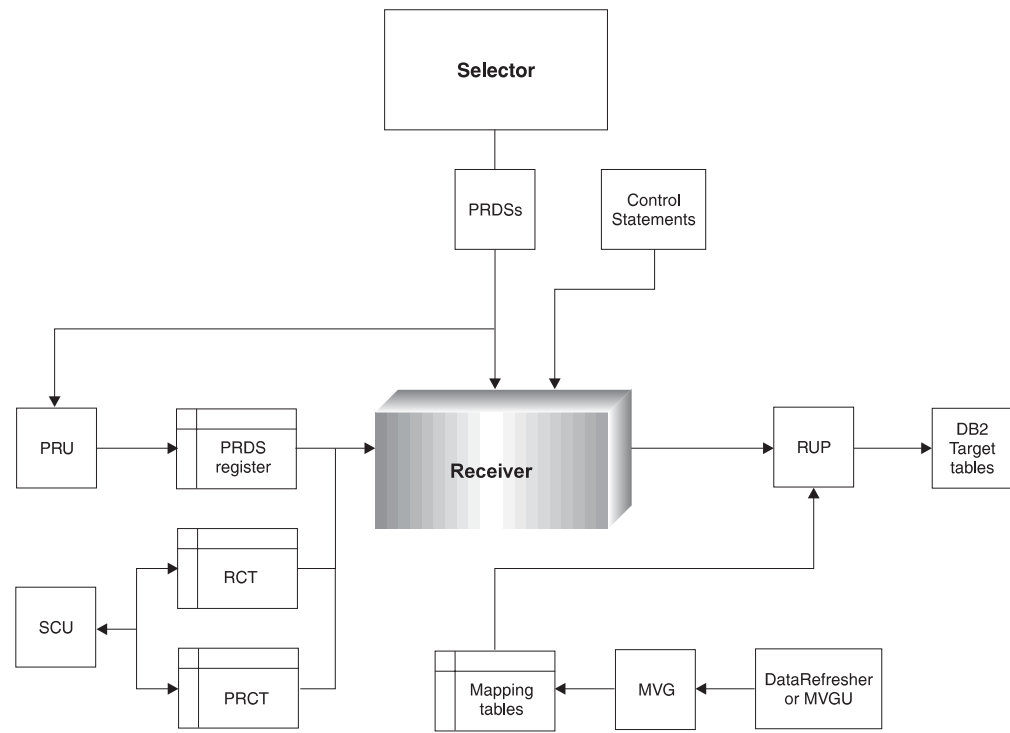 Selector
PRDSs
Control
Statements
PRU
PRDS
register
Receiver
RUP
DB2
Target
tables
RCT
SCU
PRCT
Mapping
tables
MVG
DataRefresher
or MVGU